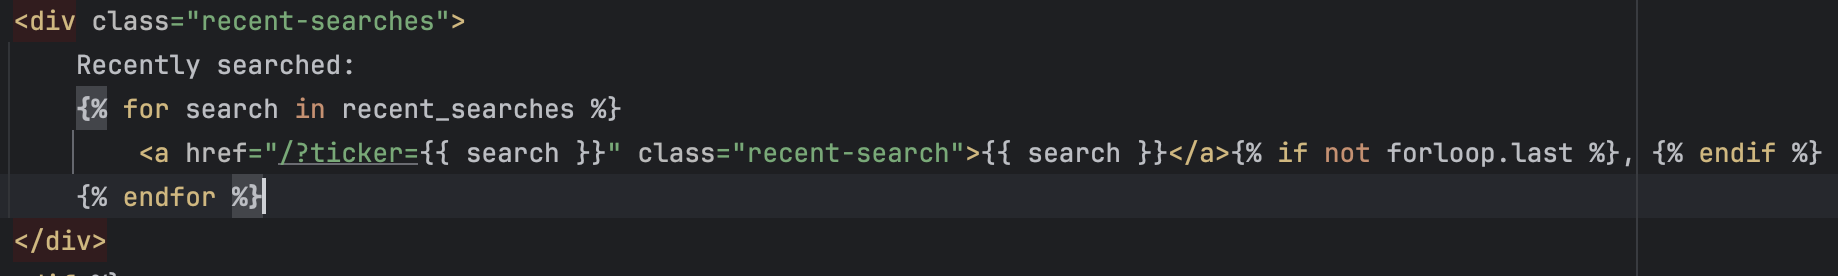 <div class="recent-searches">
Recently searched:
{% for search in recent_searches %}
<a href="/?ticker={{ search }}" class="recent-search">{{ search }}</a>{% if not forloop.last %}, {% endif %}
{% endfor %}
</div>